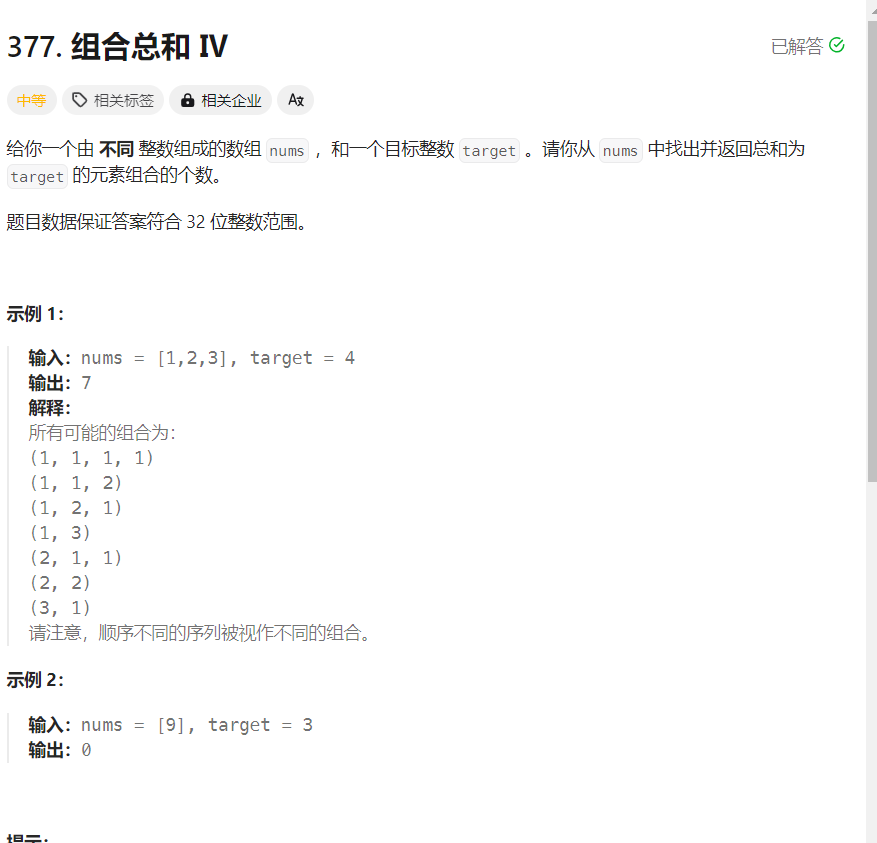 377. 组合总和 Ⅳ
已解答
中等 相关标签 相关企业 Ax
给你一个由 不同 整数组成的数组 nums ，和一个目标整数 target 。请你从 nums 中找出并返回总和为
target 的元素组合的个数。
题目数据保证答案符合 32 位整数范围。
示例 1：
输入：nums = [1,2,3], target = 4
输出：7
解释：
所有可能的组合为：
(1, 1, 1, 1)
(1, 1, 2)
(1, 2, 1)
(1, 3)
(2, 1, 1)
(2, 2)
(3, 1)
请注意，顺序不同的序列被视作不同的组合。
示例 2：
输入：nums = [9], target = 3
输出：0
提示：